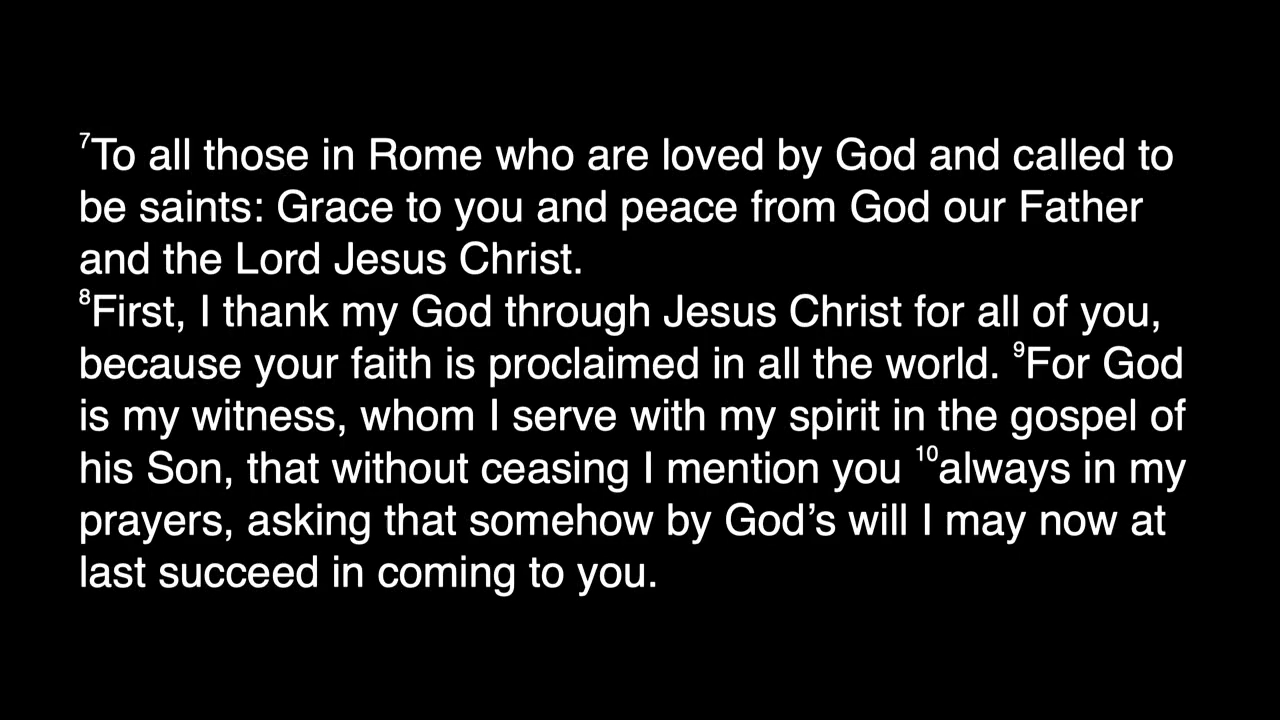 ⁷To all those in Rome who are loved by God and called to
be saints: Grace to you and peace from God our Father
and the Lord Jesus Christ.
⁸First, I thank my God through Jesus Christ for all of you,
because your faith is proclaimed in all the world. ⁹For God
is my witness, whom I serve with my spirit in the gospel of
his Son, that without ceasing I mention you ¹⁰always in my
prayers, asking that somehow by God’s will I may now at
last succeed in coming to you.